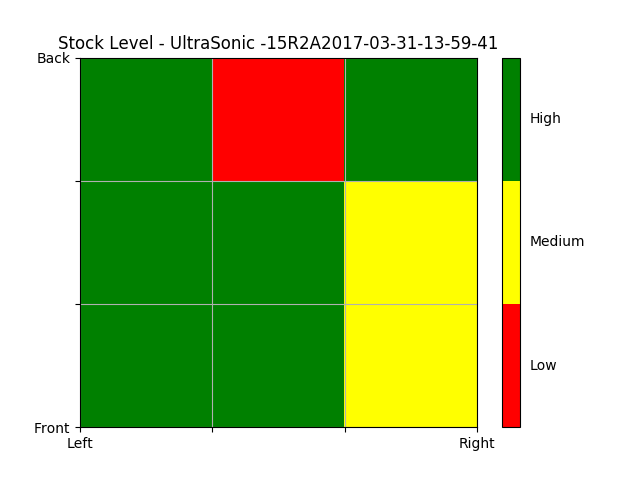 Stock Level - UltraSonic -15R2A2017-03-31-13-59-41
Back
High
Medium
Low
Front
Left
Right